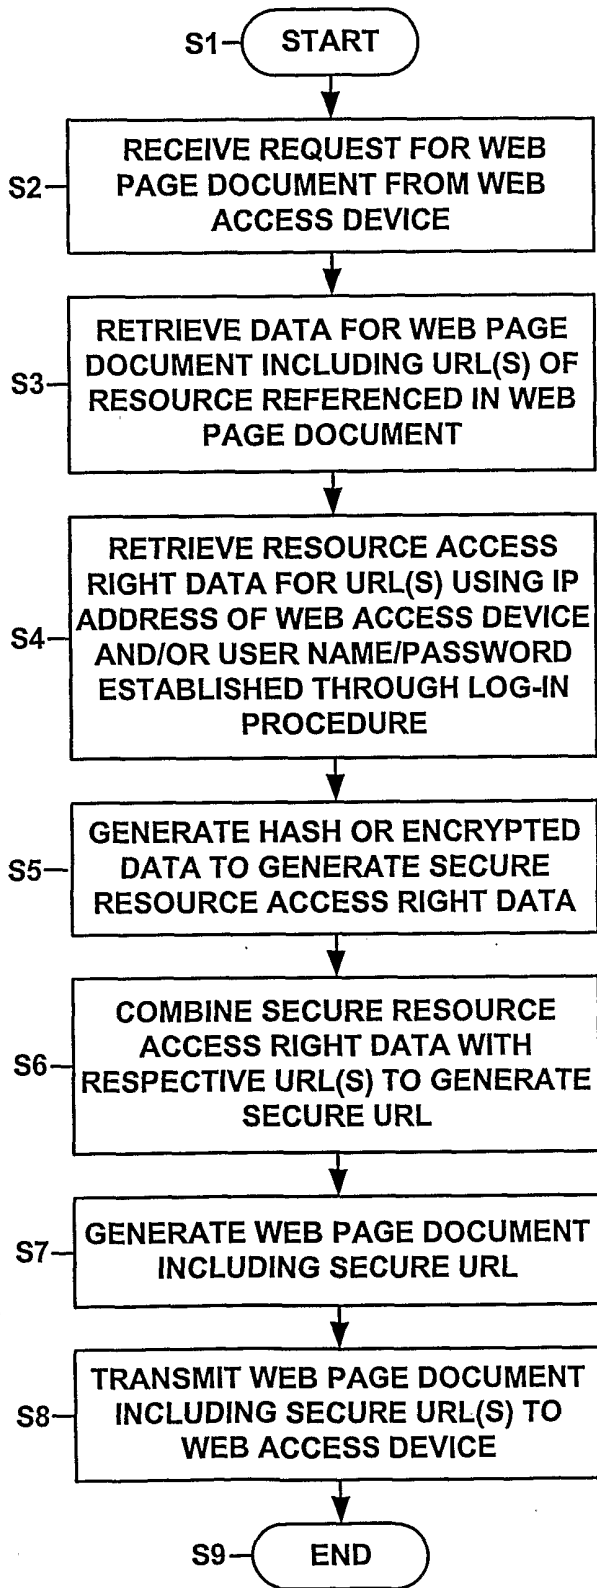 S1
START
S2
RECEIVE REQUEST FOR WEB
PAGE DOCUMENT FROM WEB
ACCESS DEVICE
S3
RETRIEVE DATA FOR WEB PAGE
DOCUMENT INCLUDING URL(S) OF
RESOURCE REFERENCED IN WEB
PAGE DOCUMENT
S4
RETRIEVE RESOURCE ACCESS
RIGHT DATA FOR URL(S) USING IP
ADDRESS OF WEB ACCESS DEVICE
AND/OR USER NAME/PASSWORD
ESTABLISHED THROUGH LOG-IN
PROCEDURE
S5
GENERATE HASH OR ENCRYPTED
DATA TO GENERATE SECURE
RESOURCE ACCESS RIGHT DATA
S6
COMBINE SECURE RESOURCE
ACCESS RIGHT DATA WITH
RESPECTIVE URL(S) TO GENERATE
SECURE URL
S7
GENERATE WEB PAGE DOCUMENT
INCLUDING SECURE URL
S8
TRANSMIT WEB PAGE DOCUMENT
INCLUDING SECURE URL(S) TO
WEB ACCESS DEVICE
S9
END